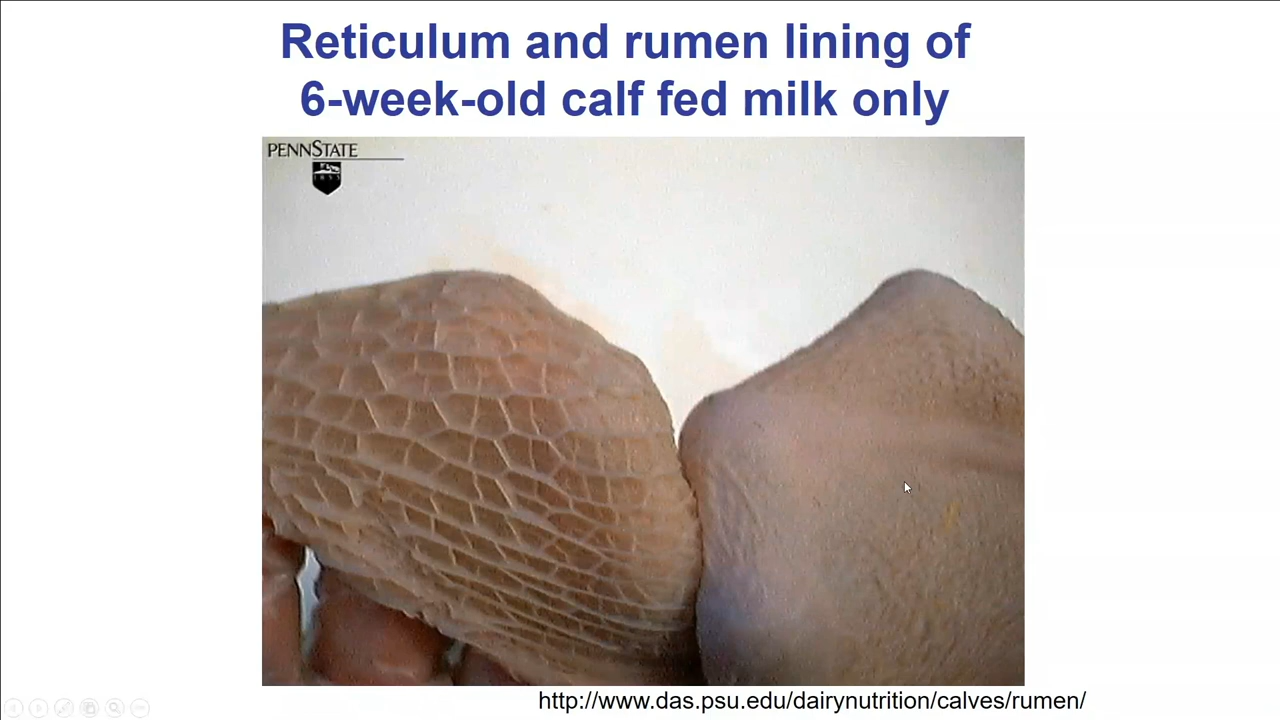 Reticulum and rumen lining of
6-week-old calf fed milk only
PENNSTATE
1855
http://www.das.psu.edu/dairynutrition/calves/rumen/